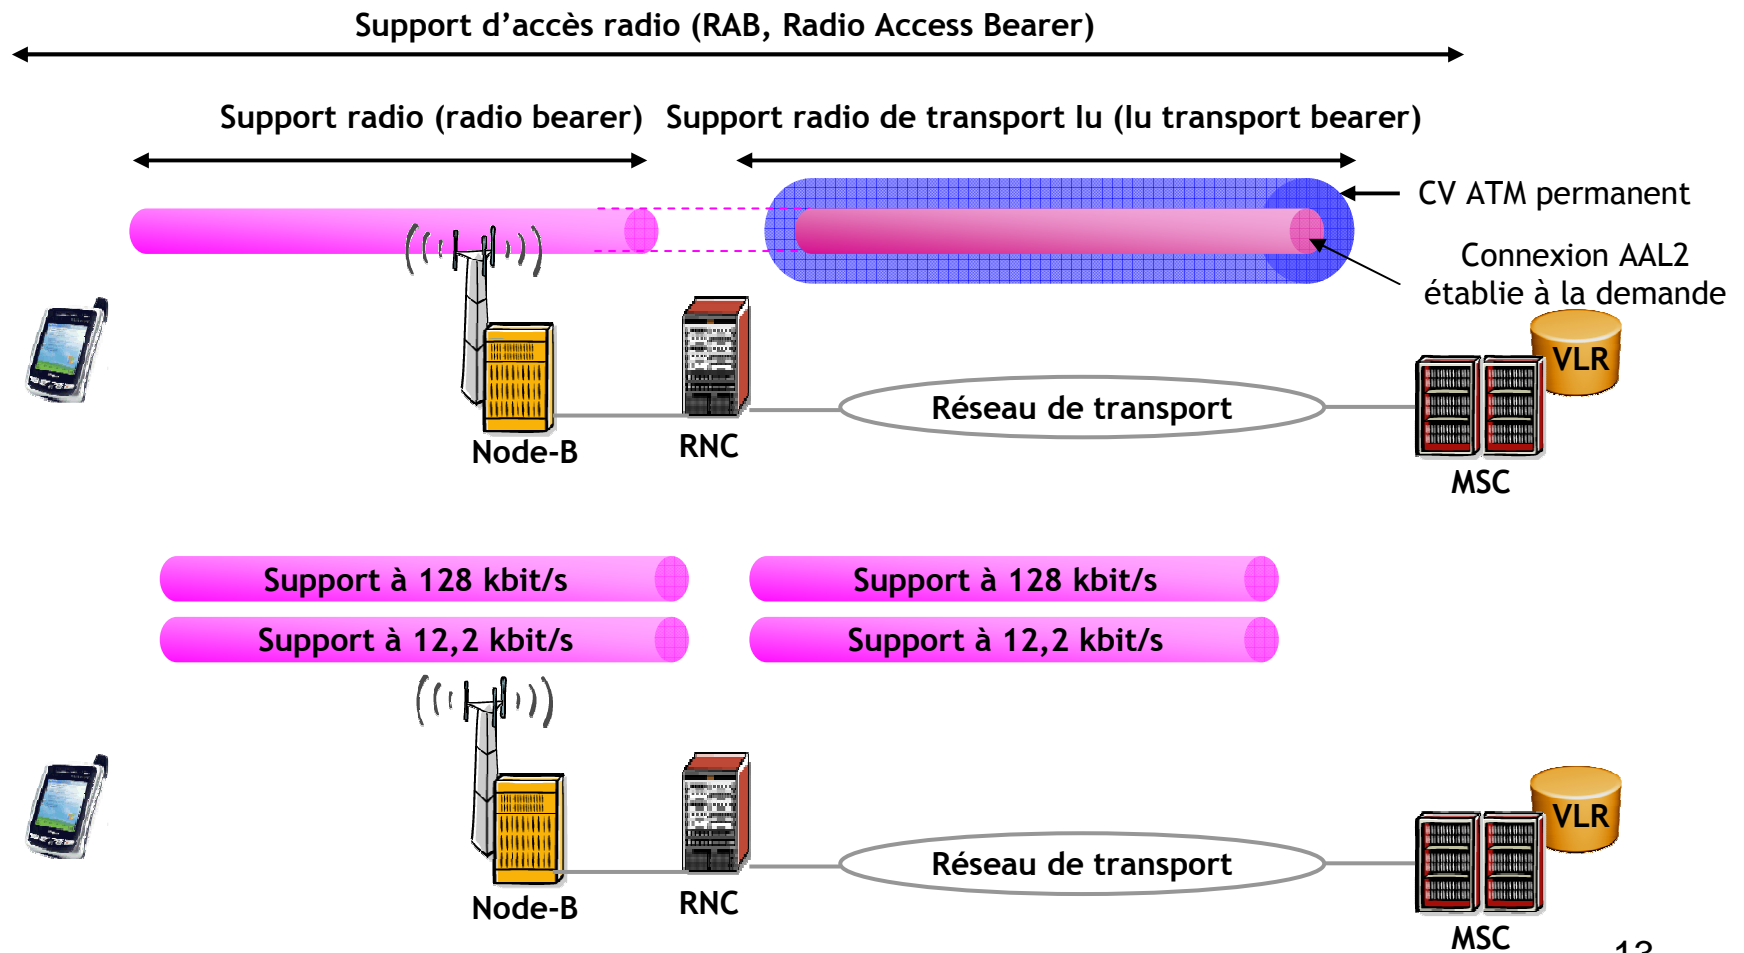 Support d’accès radio (RAB, Radio Access Bearer)
Support radio (radio bearer)
Support radio de transport Iu (Iu transport bearer)
CV ATM permanent
Connexion AAL2
établie à la demande
VLR
Réseau de transport
Node-B
RNC
MSC
Support à 128 kbit/s
Support à 128 kbit/s
Support à 12,2 kbit/s
Support à 12,2 kbit/s
VLR
Réseau de transport
Node-B
RNC
MSC